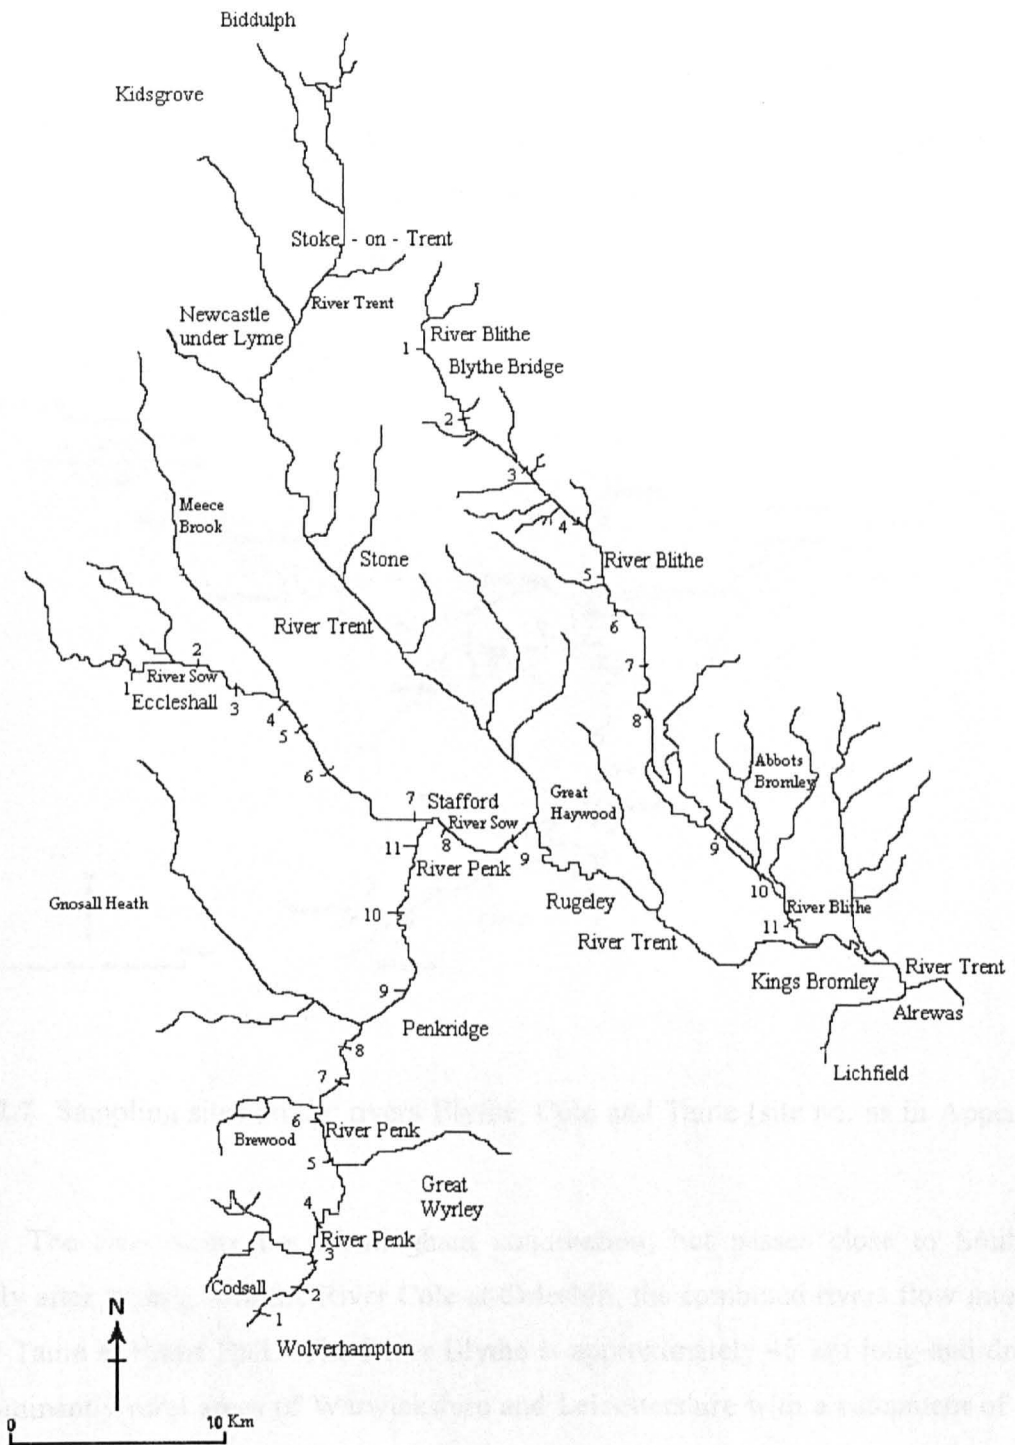 Biddulph
Kidsgrove
Stoke - on - Trent
River Trent
Newcastle
under Lyme
River Blithe
1
Blythe Bridge
2
3
Meece
Brook
4
Stone
River Blithe
5
6
River Trent
2
7
River Sow
1
Eccleshall
3
4
5
8
6
Abbots
Bromley
Great
Haywood
7
Stafford
River Sow
8
9
11
River Penk
9
10
Gnosall Heath
Rugeley
10
River Blithe
11
River Trent
Kings Bromley
River Trent
Alrewas
9
Penkridge
8
Lichfield
7
6
Brewood
River Penk
5
Great
Wyrley
4
River Penk
3
Codsall
2
1
Wolverhampton
N
0
10 Km